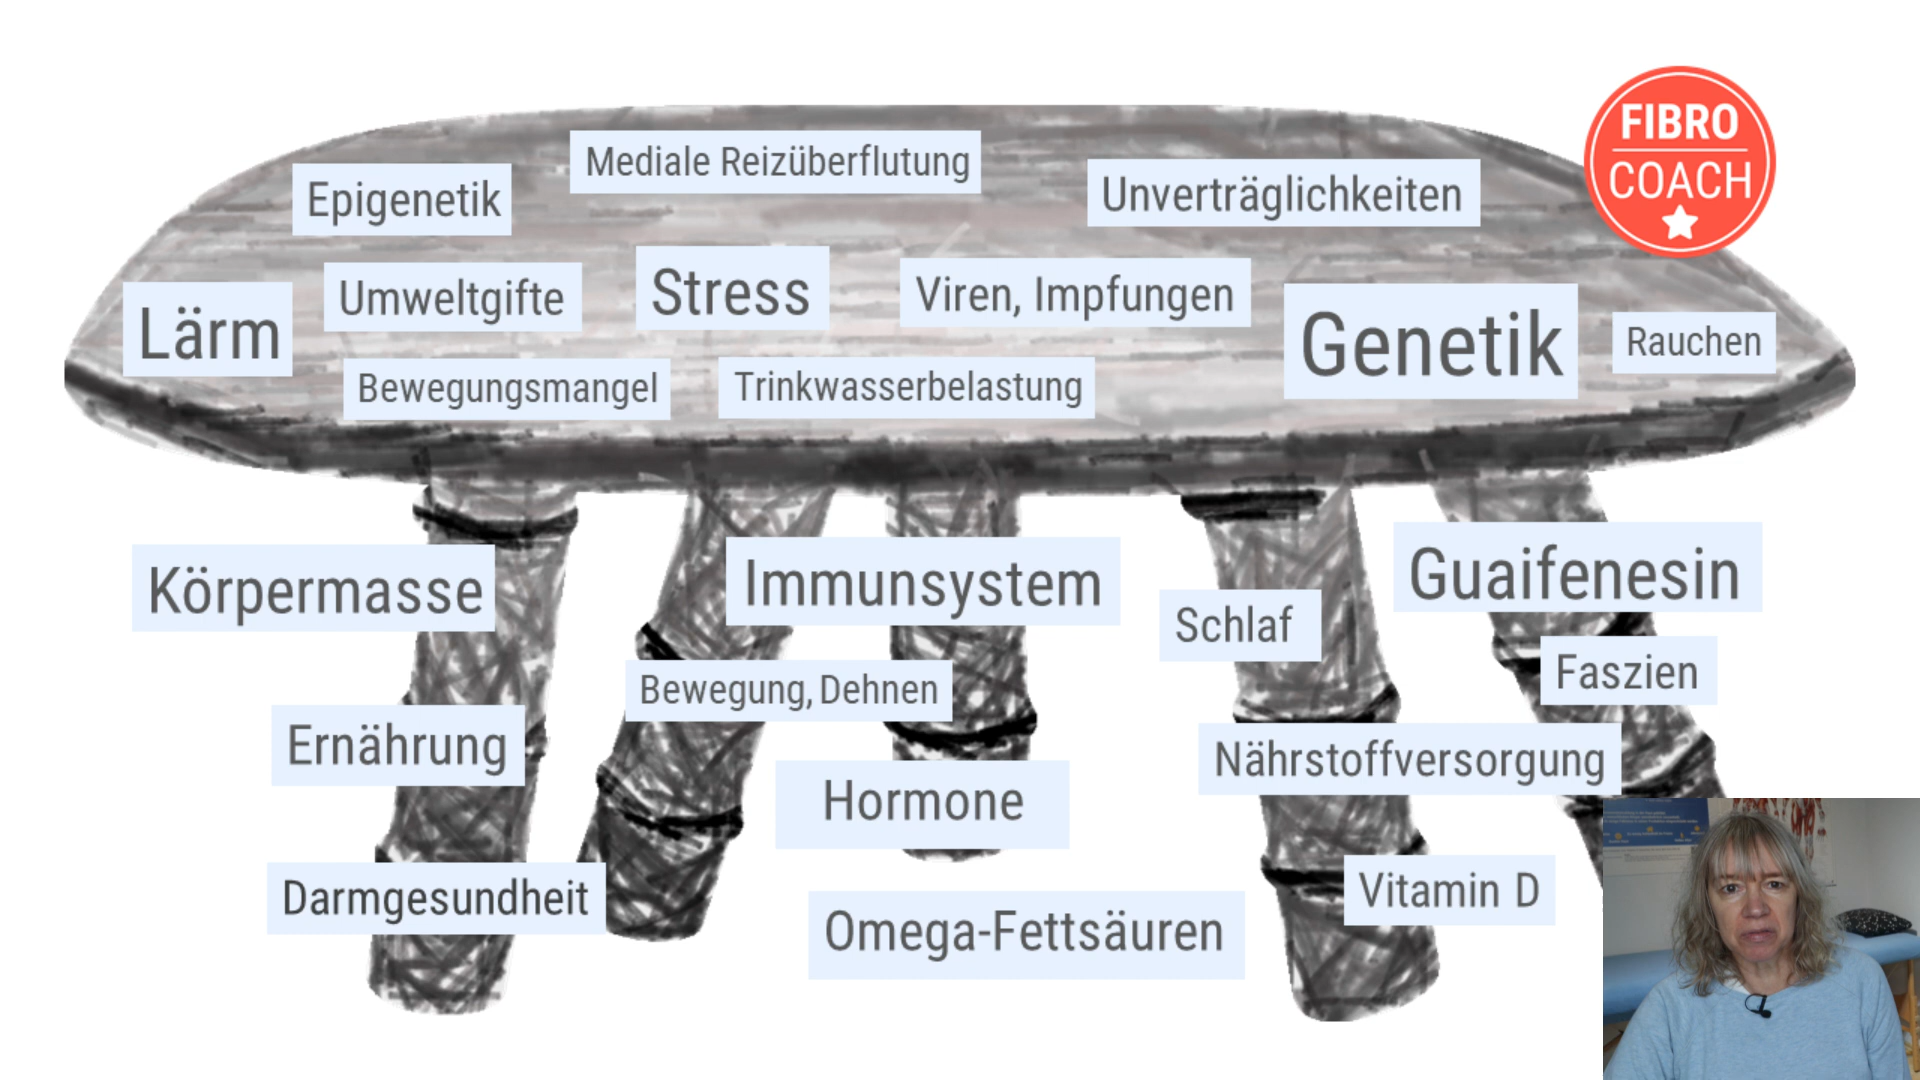 FIBRO
COACH
Mediale Reizüberflutung
Epigenetik
Unverträglichkeiten
Umweltgifte
Stress
Viren, Impfungen
Lärm
Genetik
Rauchen
Bewegungsmangel
Trinkwasserbelastung
Körpermasse
Immunsystem
Guaifenesin
Schlaf
Faszien
Bewegung, Dehnen
Ernährung
Nährstoffversorgung
Hormone
Darmgesundheit
Vitamin D
Omega-Fettsäuren